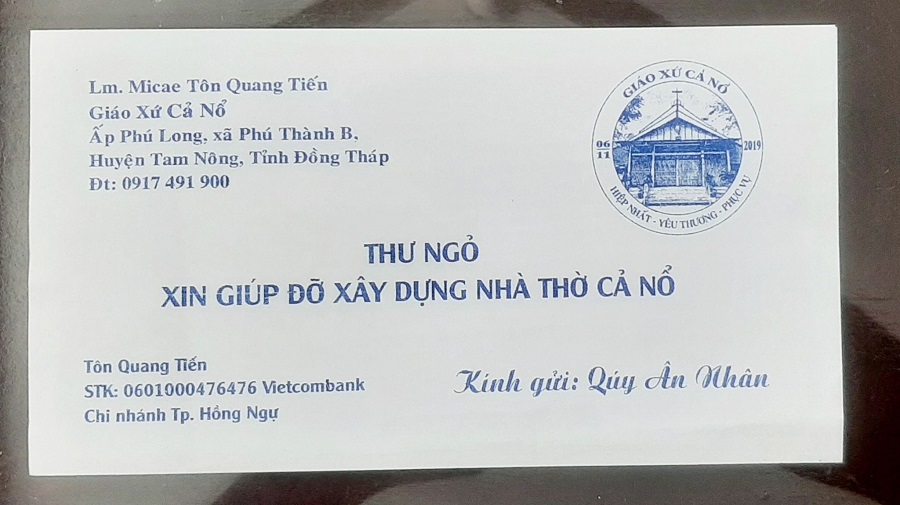 Lm. Micae Tôn Quang Tiến
Giáo Xứ Cả Nổ
Ấp Phú Long, xã Phú Thành B,
Huyện Tam Nông, Tỉnh Đồng Tháp
Đt: 0917 491 900
GIÁO XỨ CẢ NỔ
06
11
2019
HIỆP NHẤT - YÊU THƯƠNG - PHỤC VỤ
THƯ NGỎ
XIN GIÚP ĐỠ XÂY DỰNG NHÀ THỜ CẢ NỔ
Tôn Quang Tiến
STK: 0601000476476 Vietcombank
Chi nhánh Tp. Hồng Ngự
Kính gửi: Qúy Ân Nhân